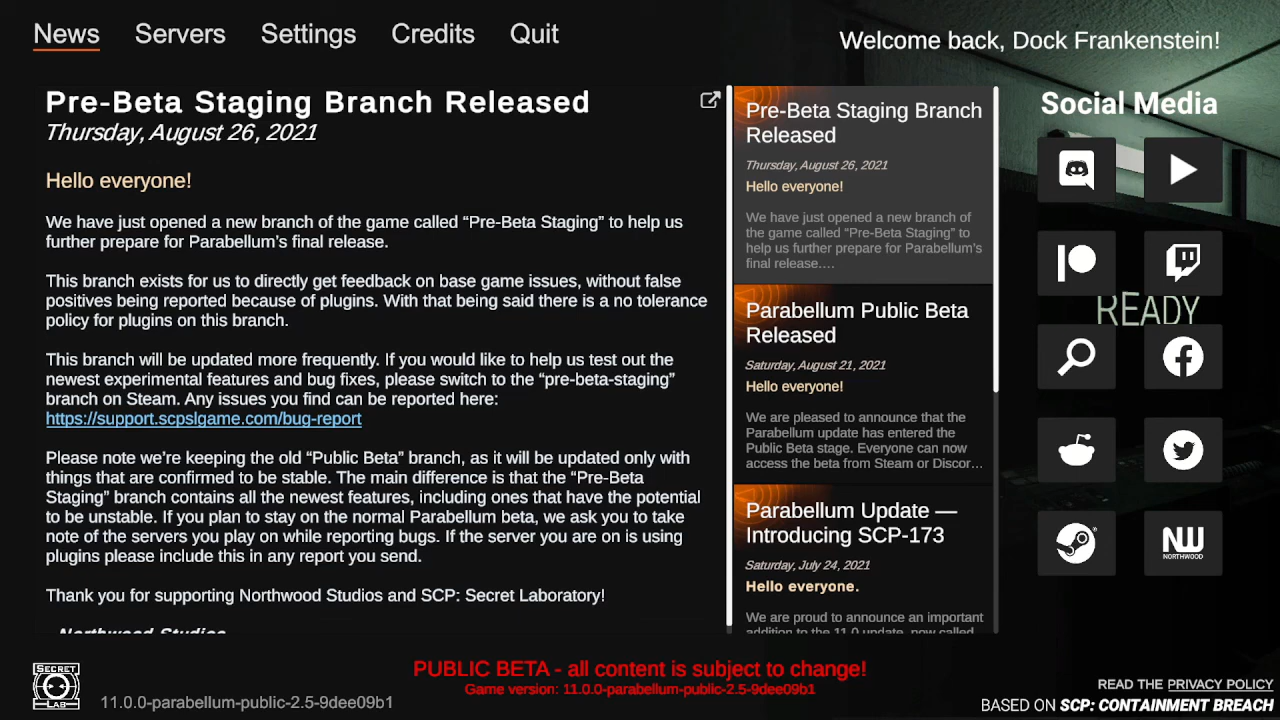 News Servers Settings Credits Quit
Welcome back, Dock Frankenstein!
Pre-Beta Staging Branch Released
Thursday, August 26, 2021
Hello everyone!
We have just opened a new branch of the game called “Pre-Beta Staging” to help us
further prepare for Parabellum’s final release.
This branch exists for us to directly get feedback on base game issues, without false
positives being reported because of plugins. With that being said there is a no tolerance
policy for plugins on this branch.
This branch will be updated more frequently. If you would like to help us test out the
newest experimental features and bug fixes, please switch to the “pre-beta-staging”
branch on Steam. Any issues you find can be reported here:
https://support.scpslgame.com/bug-report
Please note we’re keeping the old “Public Beta” branch, as it will be updated only with
things that are confirmed to be stable. The main difference is that the “Pre-Beta
Staging” branch contains all the newest features, including ones that have the potential
to be unstable. If you plan to stay on the normal Parabellum beta, we ask you to take
note of the servers you play on while reporting bugs. If the server you are on is using
plugins please include this in any report you send.
Thank you for supporting Northwood Studios and SCP: Secret Laboratory!
Northwood Studios
Pre-Beta Staging Branch
Released
Thursday, August 26, 2021
Hello everyone!
We have just opened a new branch of
the game called “Pre-Beta Staging” to
help us further prepare for Parabellum’s
final release....
Parabellum Public Beta
Released
Saturday, August 21, 2021
Hello everyone!
We are pleased to announce that the
Parabellum update has entered the
Public Beta stage. Everyone can now
access the beta from Steam or Discor...
Parabellum Update —
Introducing SCP-173
Saturday, July 24, 2021
Hello everyone.
We are proud to announce an important
addition to the 11.0 update, now called
Social Media
READY
NW
NORTHWOOD
SECRET
LAB
11.0.0-parabellum-public-2.5-9dee09b1
PUBLIC BETA - all content is subject to change!
Game version: 11.0.0-parabellum-public-2.5-9dee09b1
READ THE PRIVACY POLICY
BASED ON SCP: CONTAINMENT BREACH